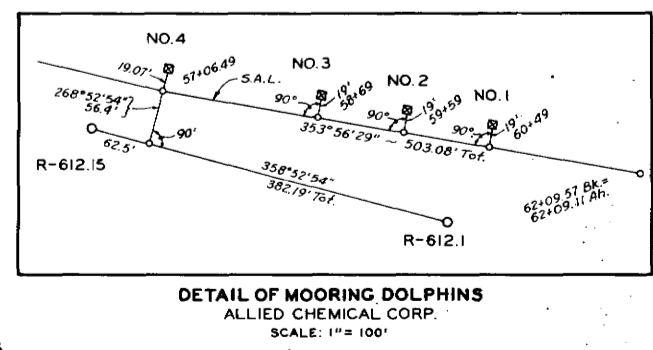 NO.4
19.07'
57+06.49
S.A.L.
NO.3
90°
19'
58+69
NO.2
90°
19'
59+59
NO.1
90°
19'
60+49
353°56'29" ~ 503.08' Tot.
268°52'54"
56.4'
90'
R-612.15
62.5'
358°52'54"
382.19' Tot.
R-612.1
62+09.57 Bk.=
62+09.11 Ah.
DETAIL OF MOORING DOLPHINS
ALLIED CHEMICAL CORP.
SCALE: 1"= 100'